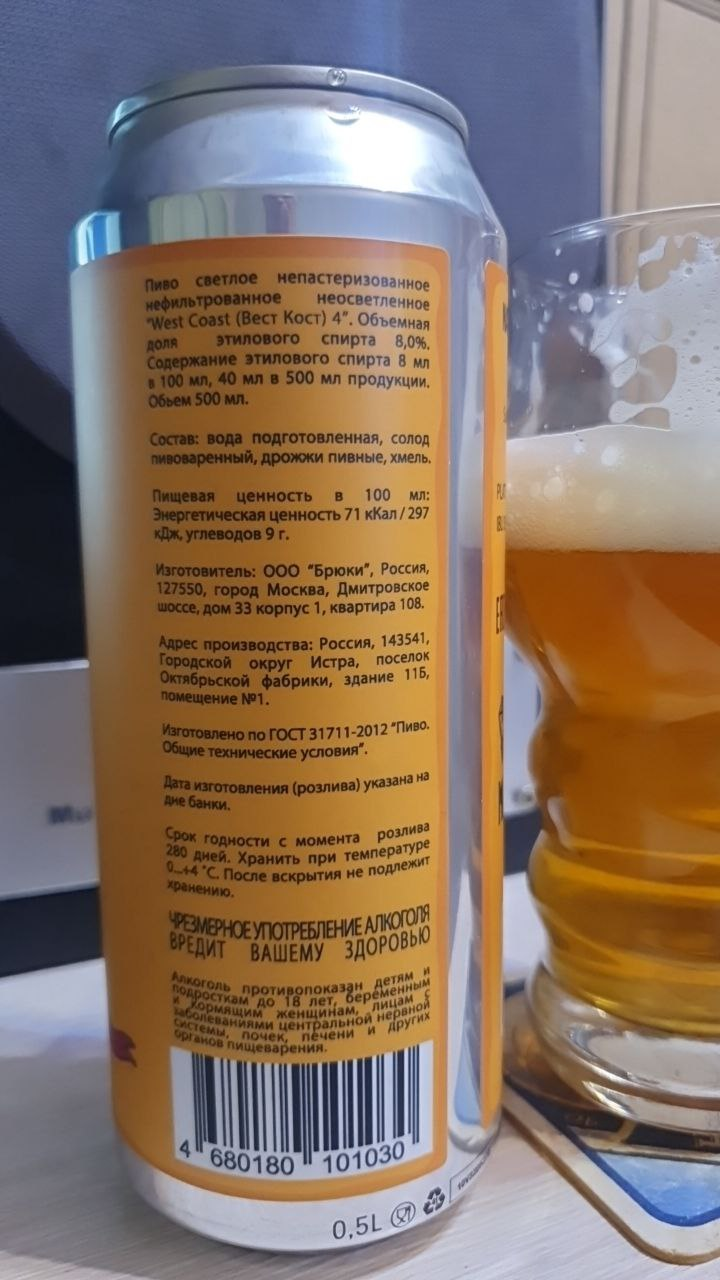 Пиво светлое непастеризованное
нефильтрованное неосветленное
"West Coast (Вест Кост) 4". Объемная
доля этилового спирта 8,0%.
Содержание этилового спирта 8 мл
в 100 мл, 40 мл в 500 мл продукции.
Объем 500 мл.
Состав: вода подготовленная, солод
пивоваренный, дрожжи пивные, хмель.
Пищевая ценность в 100 мл:
Энергетическая ценность 71 кКал / 297
кДж, углеводов 9 г.
Изготовитель: ООО "Брюки", Россия,
127550, город Москва, Дмитровское
шоссе, дом 33 корпус 1, квартира 108.
Адрес производства: Россия, 143541,
Городской округ Истра, поселок
Октябрьской фабрики, здание 11Б,
помещение №1.
Изготовлено по ГОСТ 31711-2012 "Пиво.
Общие технические условия".
Дата изготовления (розлива) указана на
дне банки.
Срок годности с момента розлива
280 дней. Хранить при температуре
0...+4 °С. После вскрытия не подлежит
хранению.
ЧРЕЗМЕРНОЕ УПОТРЕБЛЕНИЕ АЛКОГОЛЯ
ВРЕДИТ ВАШЕМУ ЗДОРОВЬЮ
Алкоголь противопоказан детям и
подросткам до 18 лет, беременным
и кормящим женщинам, лицам с
заболеваниями центральной нервной
системы, почек, печени и других
органов пищеварения.
4 680180 101030
0,5L